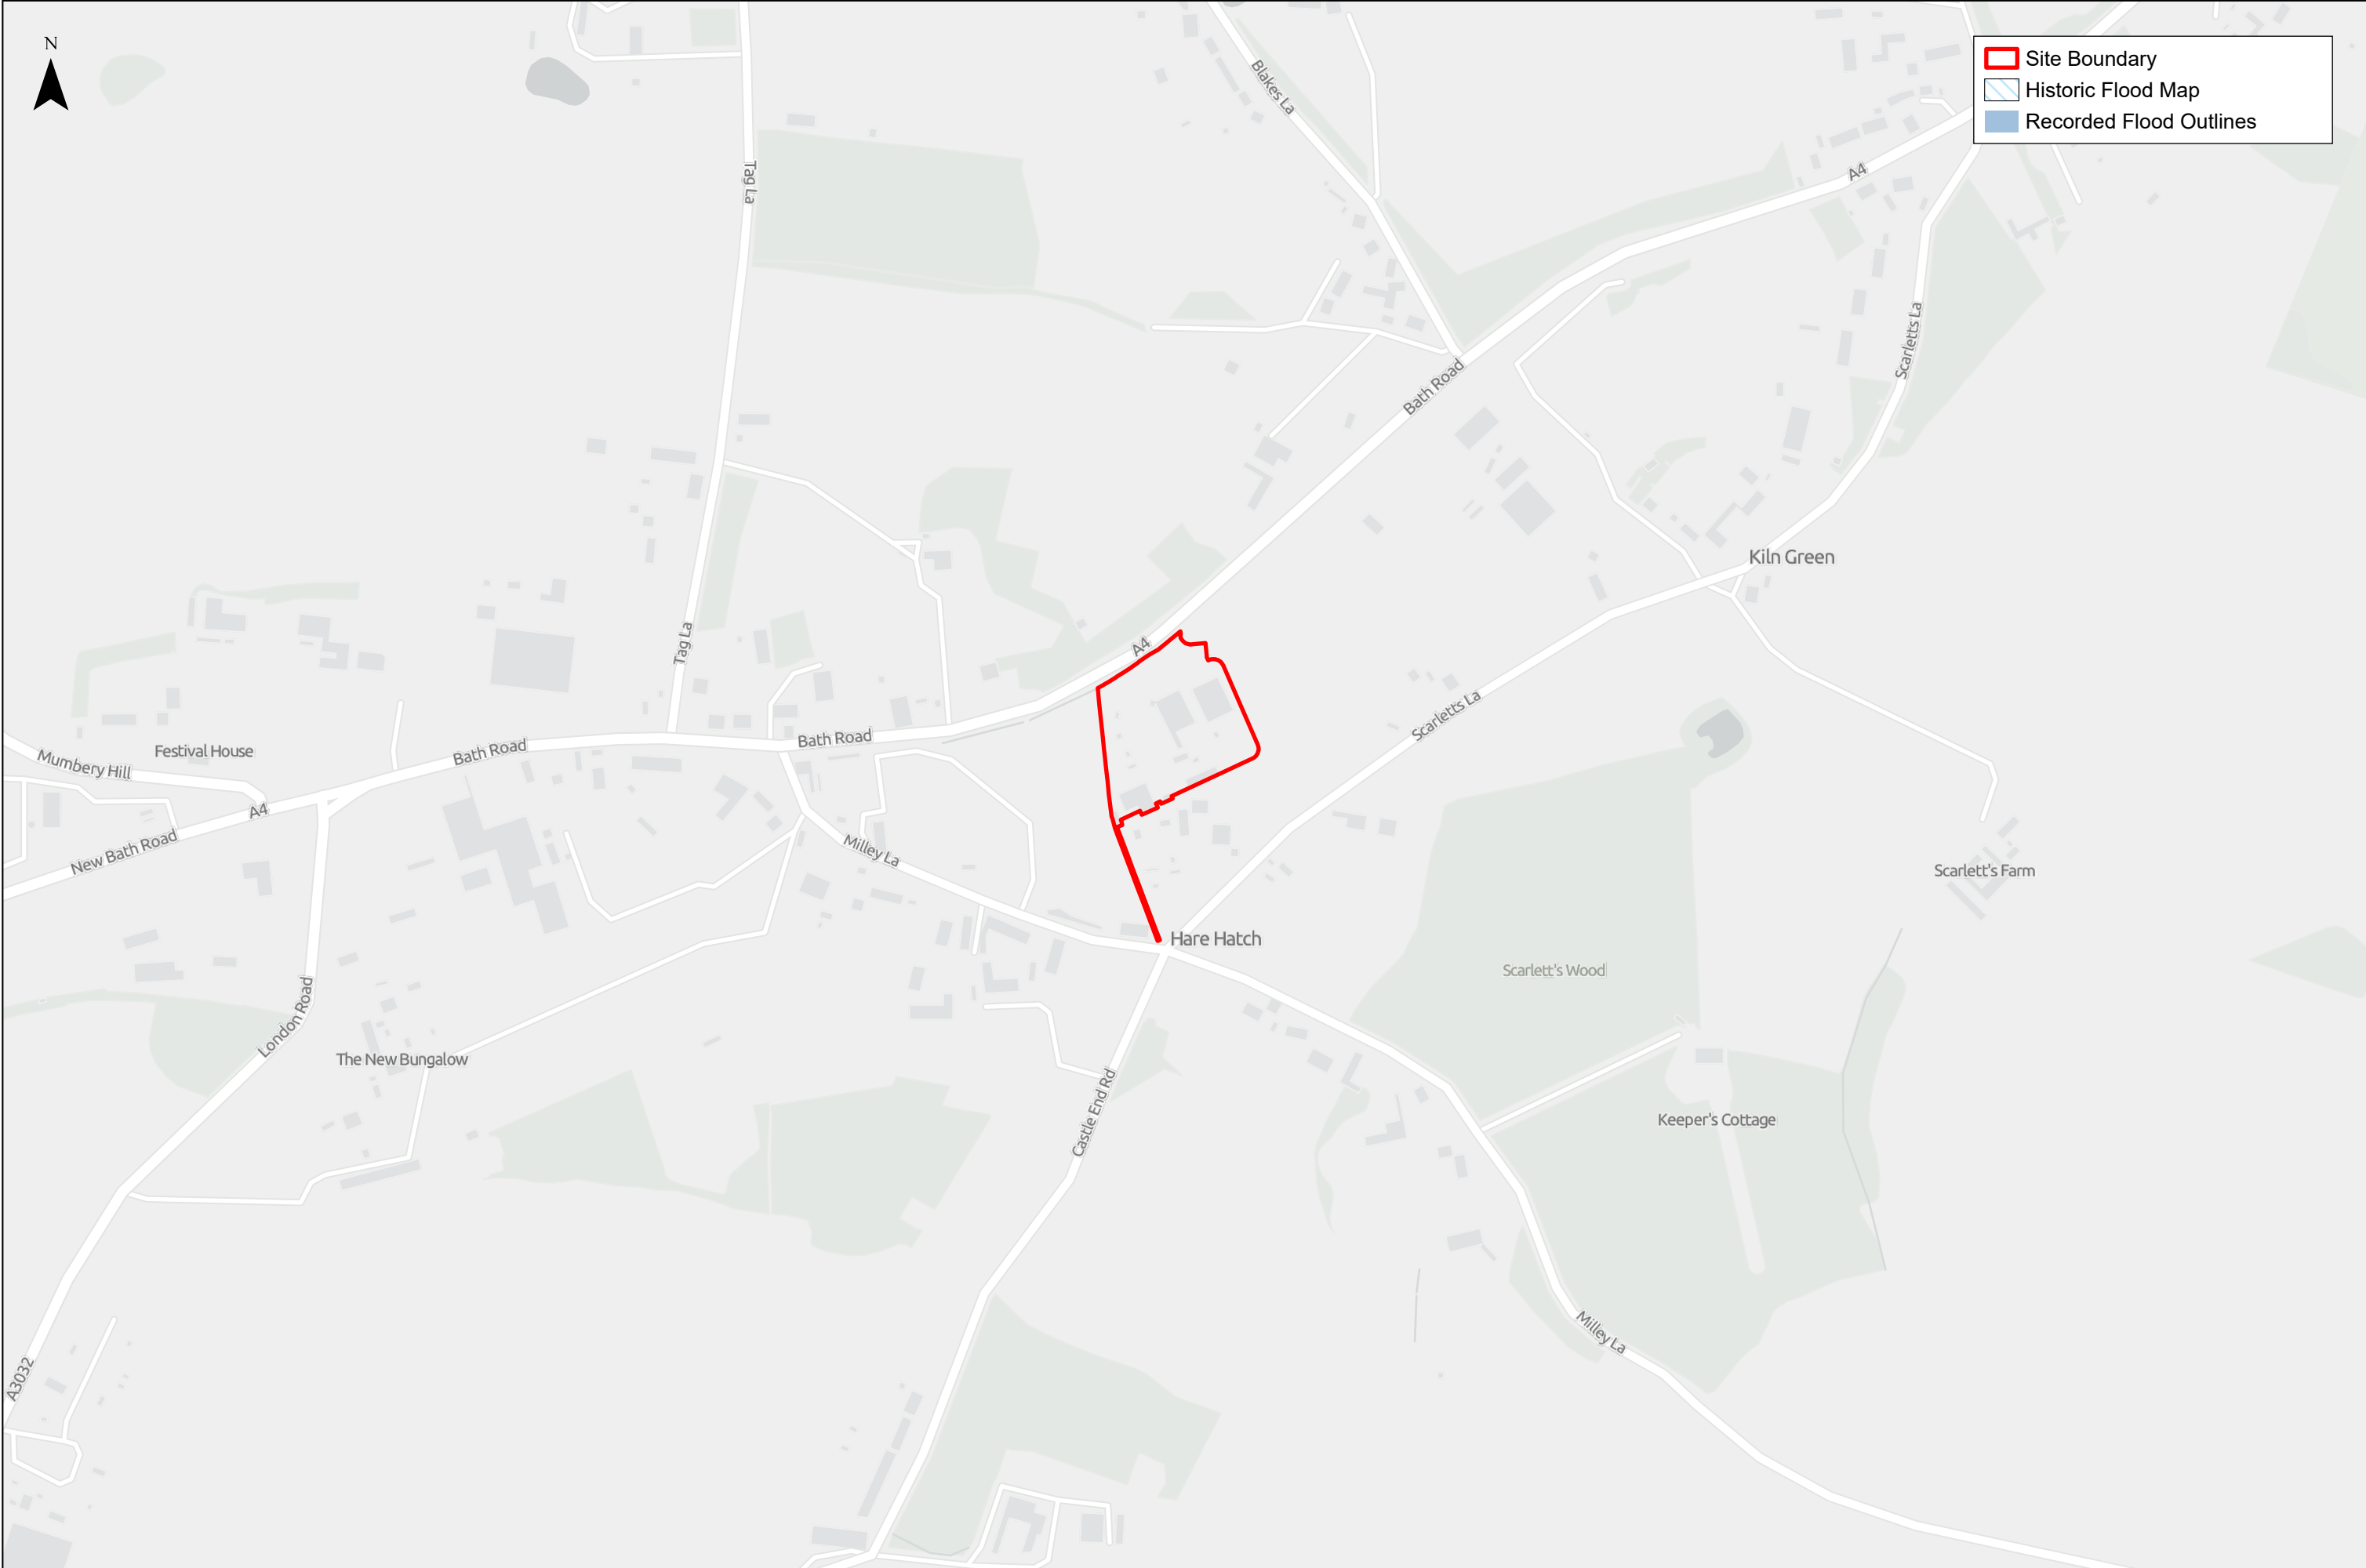 N
Site Boundary
Historic Flood Map
Recorded Flood Outlines
Blakes La
Tag La
A4
Scarletts La
Bath Road
Kiln Green
Tag La
A4
Scarletts La
Festival House
Mumbery Hill
Bath Road
Bath Road
A4
New Bath Road
Milley La
Scarlett's Farm
Hare Hatch
Scarlett's Wood
London Road
The New Bungalow
Castle End Rd
Keeper's Cottage
Milley La
A3032